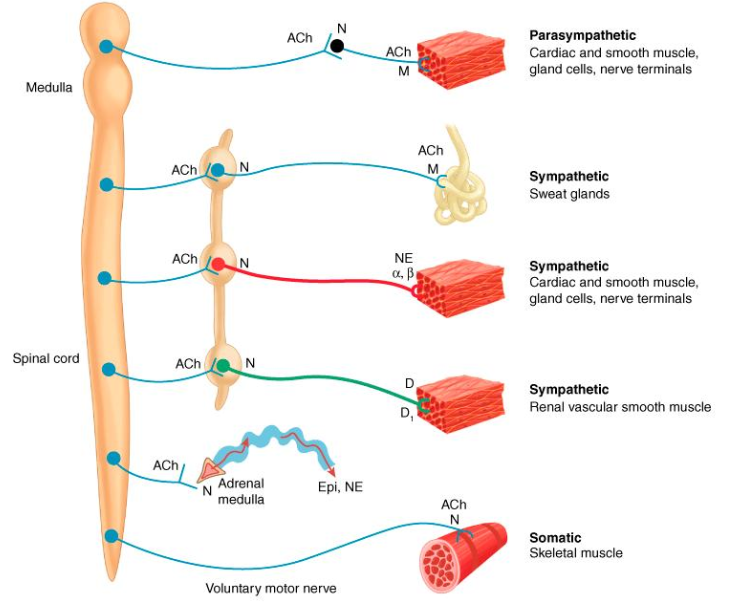 N
ACh
ACh
M
Parasympathetic
Cardiac and smooth muscle,
gland cells, nerve terminals
Medulla
ACh
N
ACh
M
Sympathetic
Sweat glands
ACh
N
NE
α, β
Sympathetic
Cardiac and smooth muscle,
gland cells, nerve terminals
Spinal cord
ACh
N
D
D₁
Sympathetic
Renal vascular smooth muscle
ACh
N
Adrenal
medulla
Epi, NE
ACh
N
Somatic
Skeletal muscle
Voluntary motor nerve